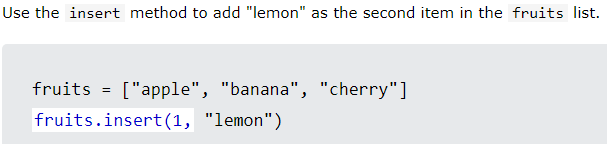 Use the insert method to add "lemon" as the second item in the fruits list.
fruits = ["apple", "banana", "cherry"]
fruits.insert(1, "lemon")